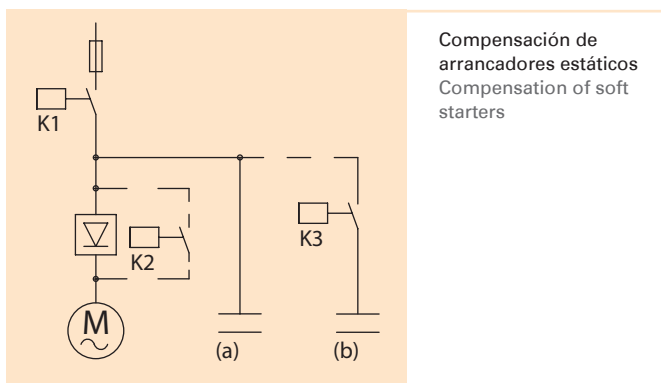 K1
K2
K3
M
(a)
(b)
Compensación de
arrancadores estáticos
Compensation of soft
starters